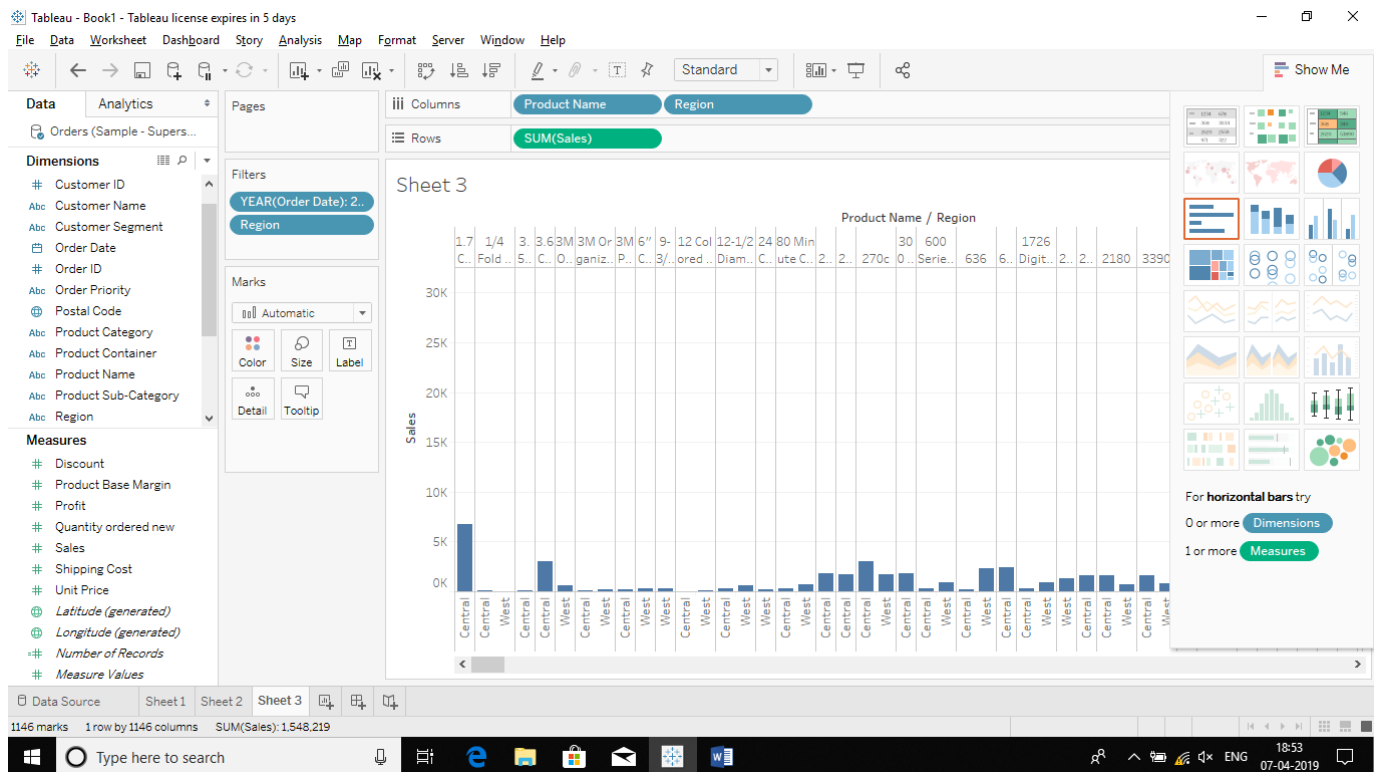 Tableau - Book1 - Tableau license expires in 5 days
File Data Worksheet Dashboard Story Analysis Map Format Server Window Help
Standard
Show Me
Data Analytics
Orders (Sample - Supers...
Dimensions
# Customer ID
Abc Customer Name
Abc Customer Segment
Order Date
# Order ID
Abc Order Priority
Postal Code
Abc Product Category
Abc Product Container
Abc Product Name
Abc Product Sub-Category
Abc Region
Measures
# Discount
# Product Base Margin
# Profit
# Quantity ordered new
# Sales
# Shipping Cost
# Unit Price
Latitude (generated)
Longitude (generated)
=# Number of Records
# Measure Values
Pages
Filters
YEAR(Order Date): 2..
Region
Marks
Automatic
Color Size Label
Detail Tooltip
iii Columns Product Name Region
Rows SUM(Sales)
Sheet 3
Product Name / Region
1.7 1/4 3. 3.6 3M 3M Or 3M 6” 9- 12 Col 12-1/2 24 80 Min 30 600 1726
C.. Fold .. 5.. C.. O.. ganiz.. P.. C.. 3/.. ored .. Diam.. C.. ute C.. 2.. 2.. 270c 0 .. Serie.. 636 6.. Digit.. 2.. 2.. 2180 3390
30K
25K
20K
15K
10K
5K
0K
Sales
Central Central West Central Central West Central West Central West West Central West Central West Central Central West Central Central Central West Central Central West Central West Central Central West West Central Central West Central West
For horizontal bars try
0 or more Dimensions
1 or more Measures
Data Source Sheet 1 Sheet 2 Sheet 3
1146 marks 1 row by 1146 columns SUM(Sales): 1,548,219
Type here to search
ENG
18:53
07-04-2019